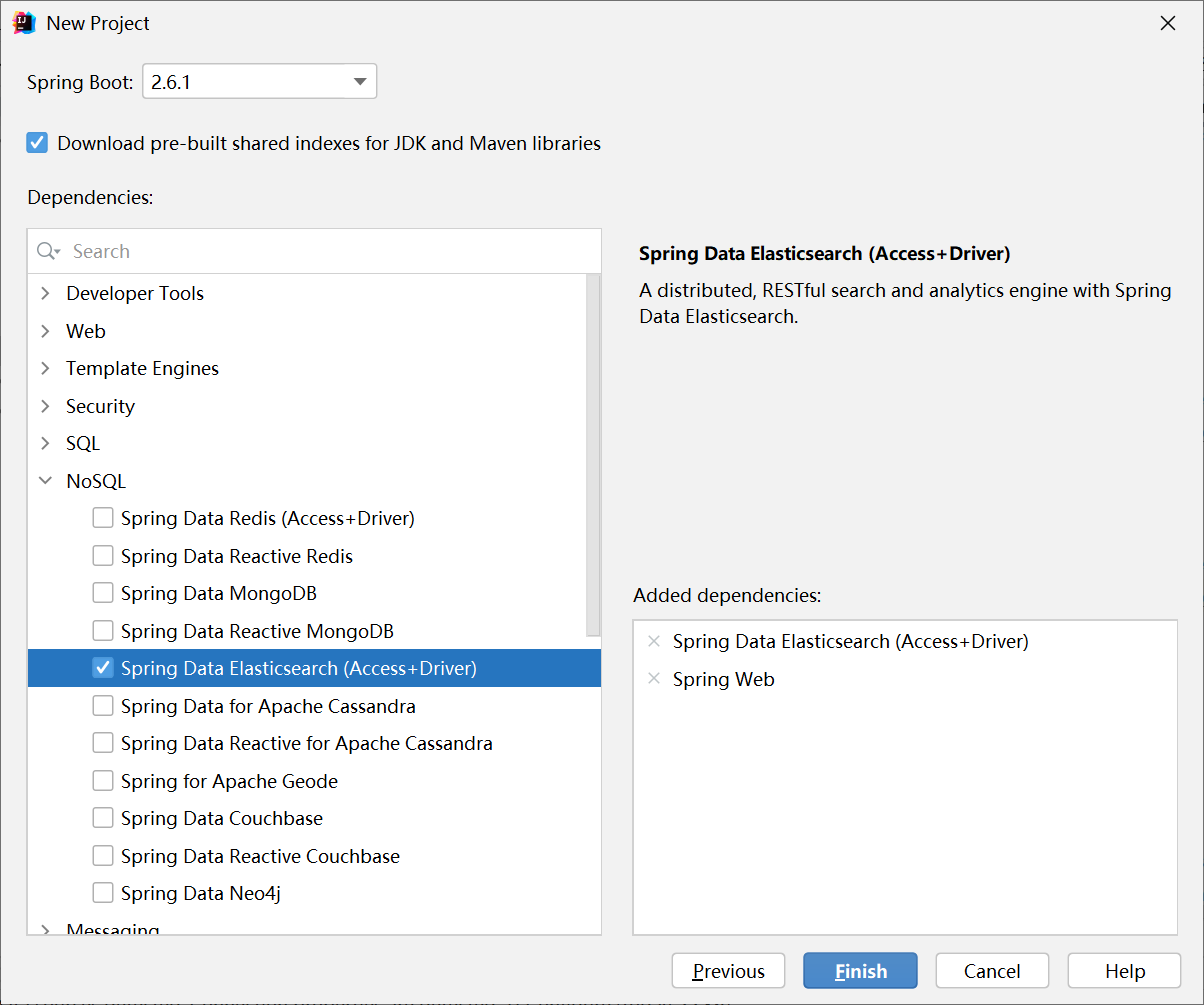 New Project
Spring Boot: 2.6.1
Download pre-built shared indexes for JDK and Maven libraries
Dependencies:
Search
Developer Tools
Web
Template Engines
Security
SQL
NoSQL
Spring Data Redis (Access+Driver)
Spring Data Reactive Redis
Spring Data MongoDB
Spring Data Reactive MongoDB
Spring Data Elasticsearch (Access+Driver)
Spring Data for Apache Cassandra
Spring Data Reactive for Apache Cassandra
Spring for Apache Geode
Spring Data Couchbase
Spring Data Reactive Couchbase
Spring Data Neo4j
Messaging
Spring Data Elasticsearch (Access+Driver)
A distributed, RESTful search and analytics engine with Spring
Data Elasticsearch.
Added dependencies:
Spring Data Elasticsearch (Access+Driver)
Spring Web
Previous
Finish
Cancel
Help